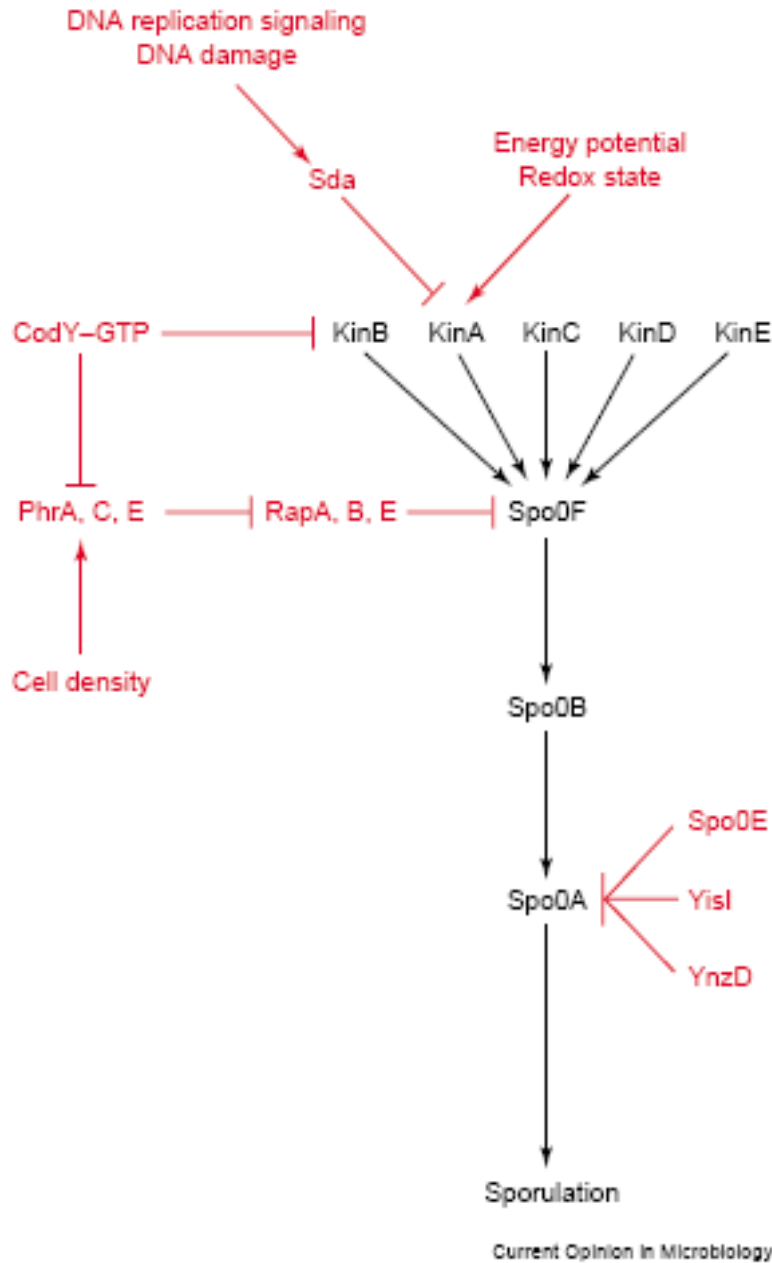 DNA replication signaling
DNA damage
Energy potential
Redox state
Sda
CodY–GTP
KinB
KinA
KinC
KinD
KinE
PhrA, C, E
RapA, B, E
Spo0F
Cell density
Spo0B
Spo0E
Spo0A
YisI
YnzD
Sporulation
Current Opinion in Microbiology